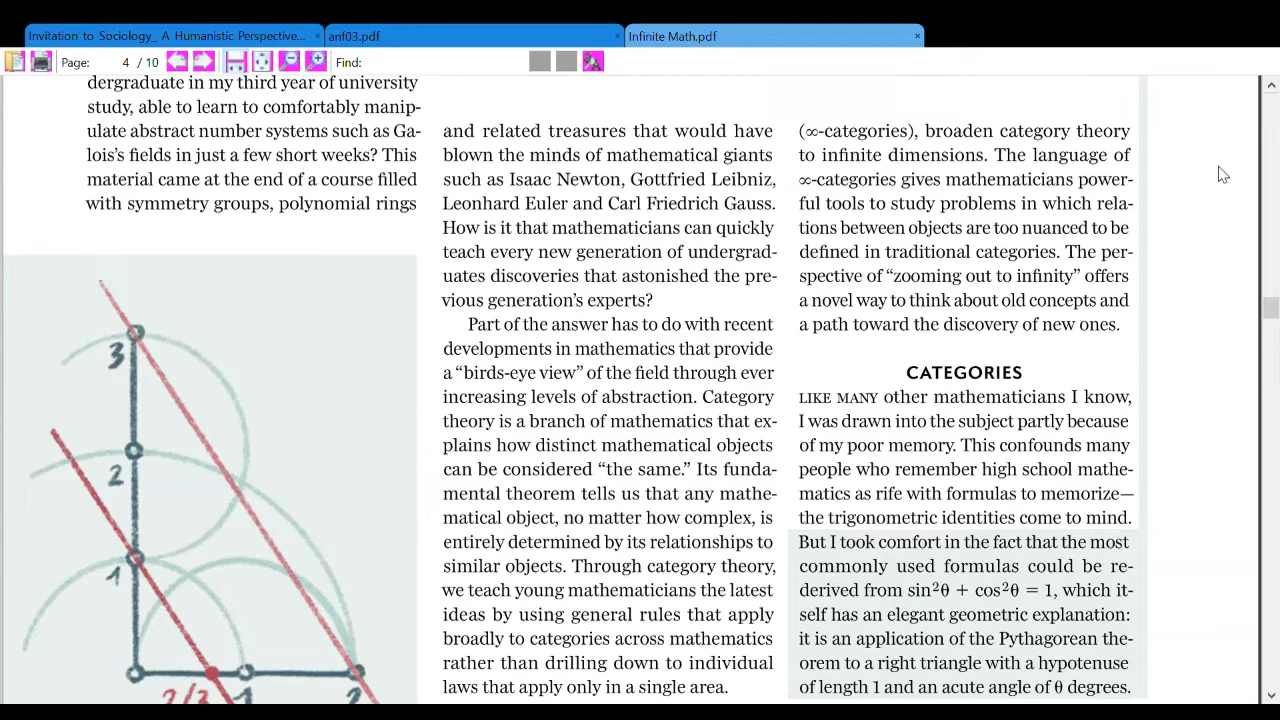 Invitation to Sociology_ A Humanistic Perspective...
anf03.pdf
Infinite Math.pdf
Page: 4 / 10
Find:
dergraduate in my third year of university
study, able to learn to comfortably manip-
ulate abstract number systems such as Ga-
lois's fields in just a few short weeks? This
material came at the end of a course filled
with symmetry groups, polynomial rings
3
2
1
2/3
1
2
and related treasures that would have
blown the minds of mathematical giants
such as Isaac Newton, Gottfried Leibniz,
Leonhard Euler and Carl Friedrich Gauss.
How is it that mathematicians can quickly
teach every new generation of undergrad-
uates discoveries that astonished the pre-
vious generation's experts?
Part of the answer has to do with recent
developments in mathematics that provide
a “birds-eye view” of the field through ever
increasing levels of abstraction. Category
theory is a branch of mathematics that ex-
plains how distinct mathematical objects
can be considered “the same.” Its funda-
mental theorem tells us that any mathe-
matical object, no matter how complex, is
entirely determined by its relationships to
similar objects. Through category theory,
we teach young mathematicians the latest
ideas by using general rules that apply
broadly to categories across mathematics
rather than drilling down to individual
laws that apply only in a single area.
(∞-categories), broaden category theory
to infinite dimensions. The language of
∞-categories gives mathematicians power-
ful tools to study problems in which rela-
tions between objects are too nuanced to be
defined in traditional categories. The per-
spective of “zooming out to infinity” offers
a novel way to think about old concepts and
a path toward the discovery of new ones.
CATEGORIES
LIKE MANY other mathematicians I know,
I was drawn into the subject partly because
of my poor memory. This confounds many
people who remember high school mathe-
matics as rife with formulas to memorize—
the trigonometric identities come to mind.
But I took comfort in the fact that the most
commonly used formulas could be re-
derived from sin²θ + cos²θ = 1, which it-
self has an elegant geometric explanation:
it is an application of the Pythagorean the-
orem to a right triangle with a hypotenuse
of length 1 and an acute angle of θ degrees.